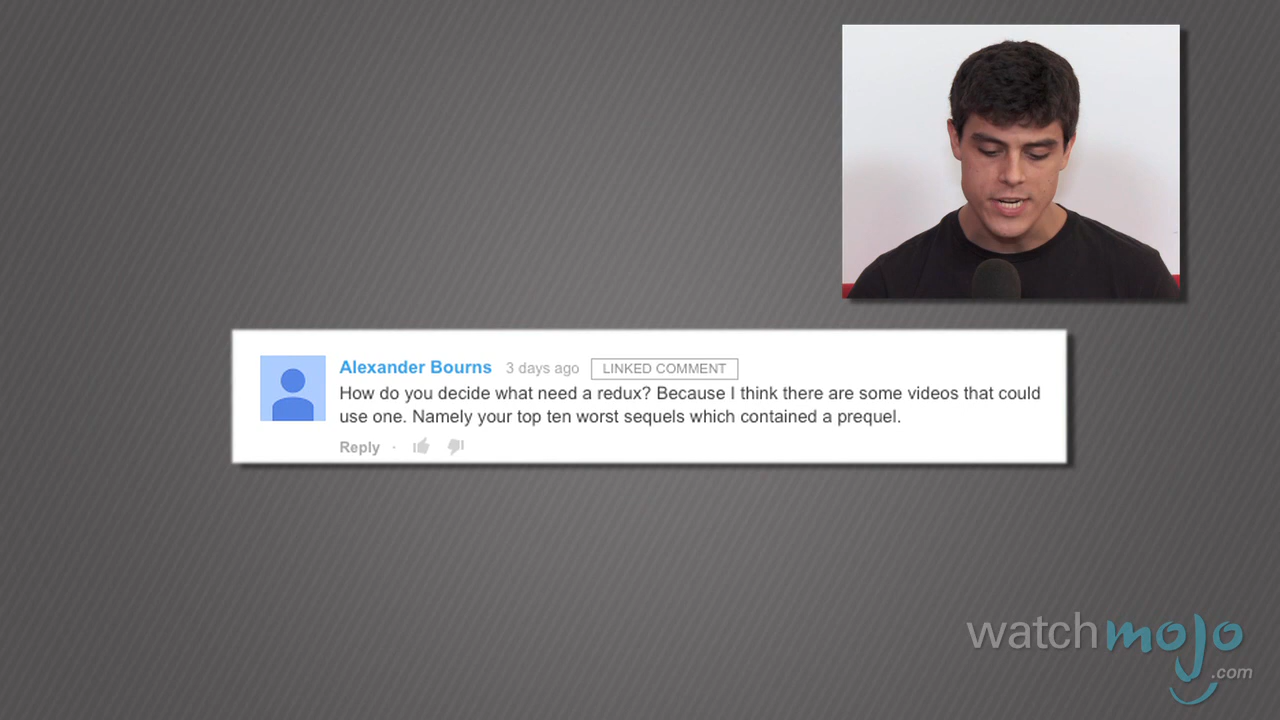 Alexander Bourns 3 days ago LINKED COMMENT
How do you decide what need a redux? Because I think there are some videos that could
use one. Namely your top ten worst sequels which contained a prequel.
Reply ·
watchmojo
.com